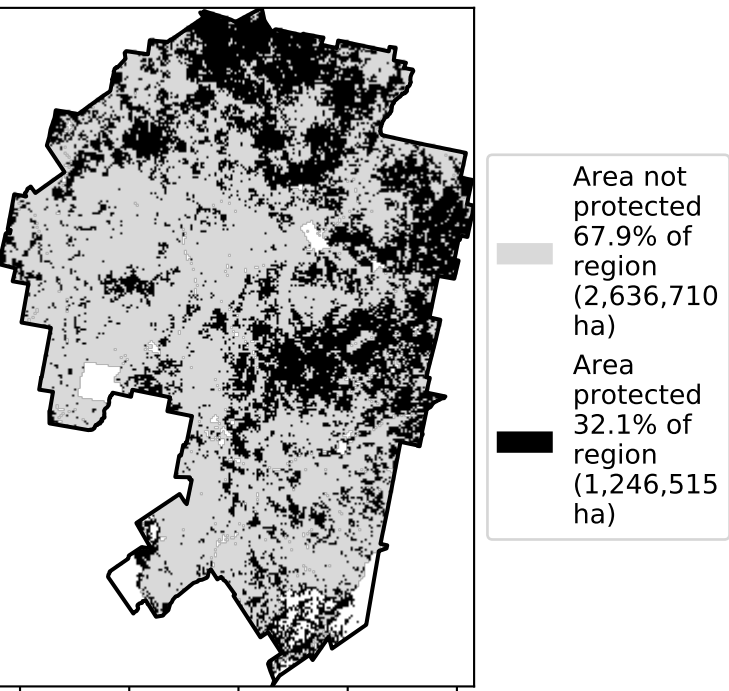 Area not
protected
67.9% of
region
(2,636,710
ha)
Area
protected
32.1% of
region
(1,246,515
ha)